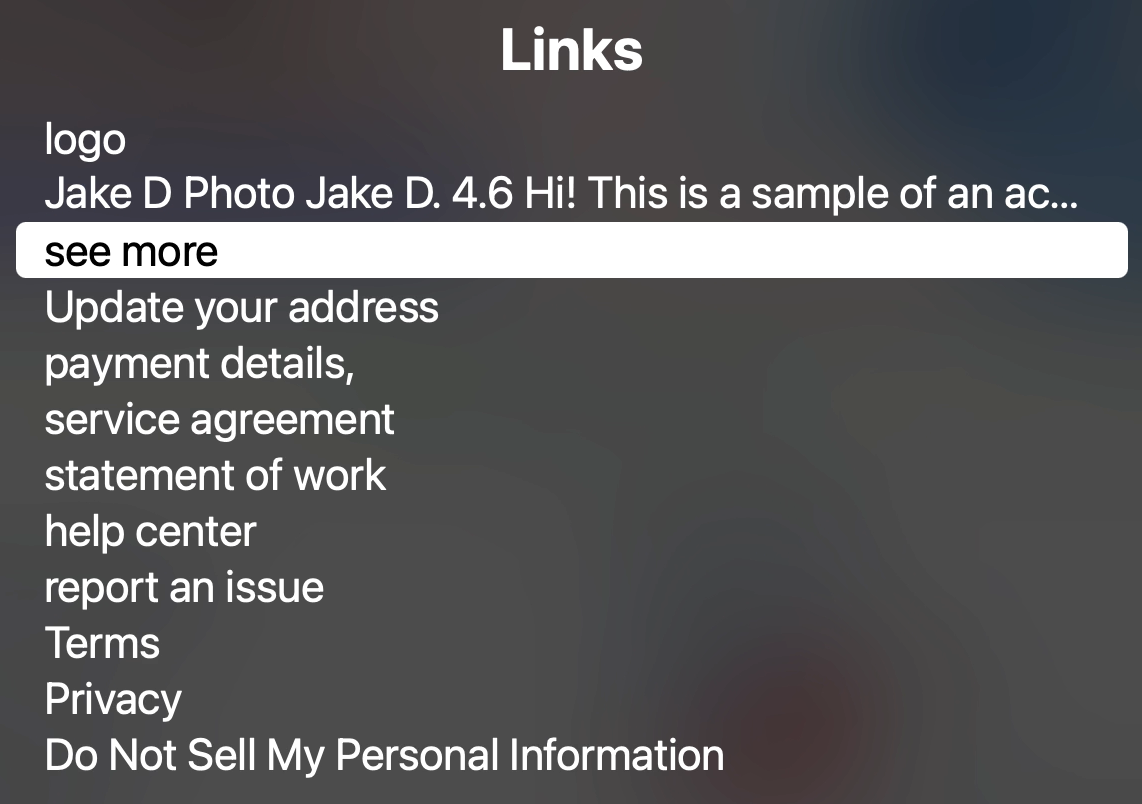 Links
logo
Jake D Photo Jake D. 4.6 Hi! This is a sample of an ac...
see more
Update your address
payment details,
service agreement
statement of work
help center
report an issue
Terms
Privacy
Do Not Sell My Personal Information